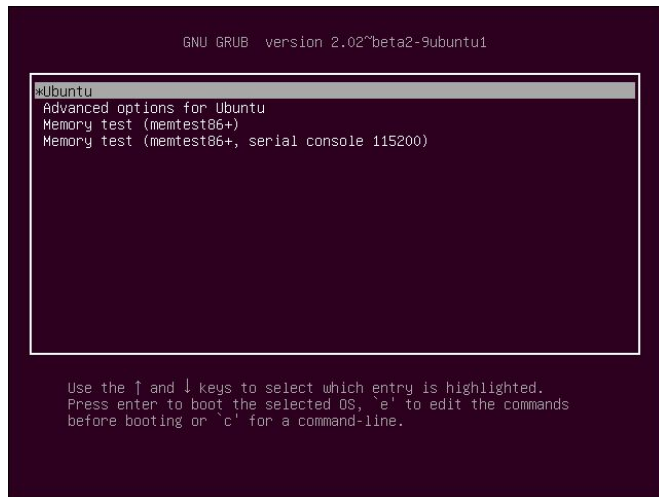 GNU GRUB  version 2.02~beta2-9ubuntu1
*Ubuntu
Advanced options for Ubuntu
Memory test (memtest86+)
Memory test (memtest86+, serial console 115200)
Use the ↑ and ↓ keys to select which entry is highlighted.
Press enter to boot the selected OS, `e' to edit the commands
before booting or `c' for a command-line.